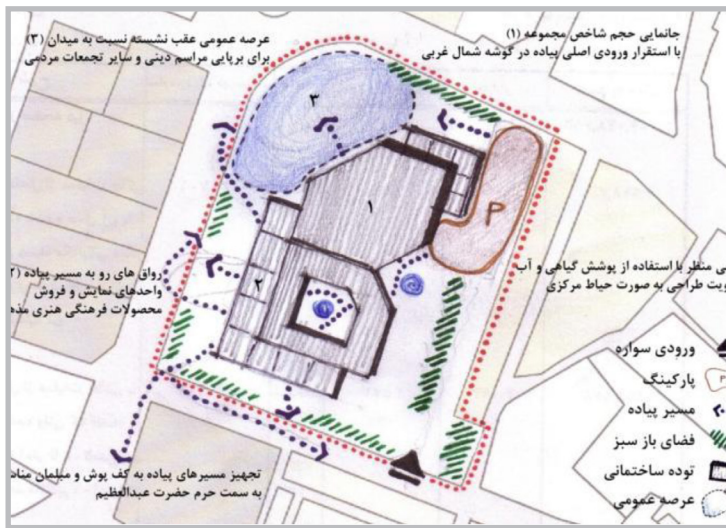 جانمایی حجم شاخص مجموعه (۱)
با استقرار ورودی اصلی پیاده در گوشه شمال غربی
عرصه عمومی عقب نشسته نسبت به میدان (۳)
برای برپایی مراسم دینی و سایر تجمعات مردمی
۳
۱
P
۲
رواق های رو به مسیر پیاده (۲
واحدهای نمایش و فروش
محصولات فرهنگی هنری
منظر با استفاده از پوشش گیاهی و آب
طراحی به صورت حیاط مرکزی
ورودی سواره
پارکینگ
P
مسیر پیاده
فضای باز سبز
توده ساختمانی
عرصه عمومی
تجهیز مسیرهای پیاده به کف پوش و مبلمان
به سمت حرم حضرت عبدالعظیم